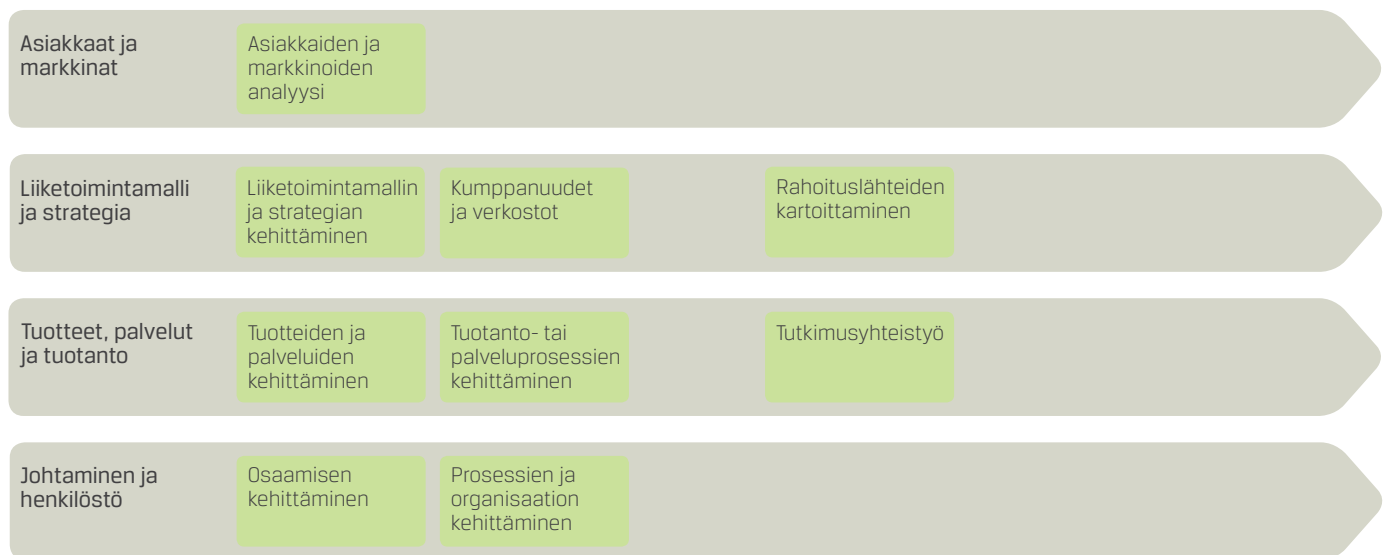 Asiakkaat ja
markkinat
Asiakkaiden ja
markkinoiden
analyysi
Liiketoimintamalli
ja strategia
Liiketoimintamallin
ja strategian
kehittäminen
Kumppanuudet
ja verkostot
Rahoituslähteiden
kartoittaminen
Tuotteet, palvelut
ja tuotanto
Tuotteiden ja
palveluiden
kehittäminen
Tuotanto- tai
palveluprosessien
kehittäminen
Tutkimusyhteistyö
Johtaminen ja
henkilöstö
Osaamisen
kehittäminen
Prosessien ja
organisaation
kehittäminen